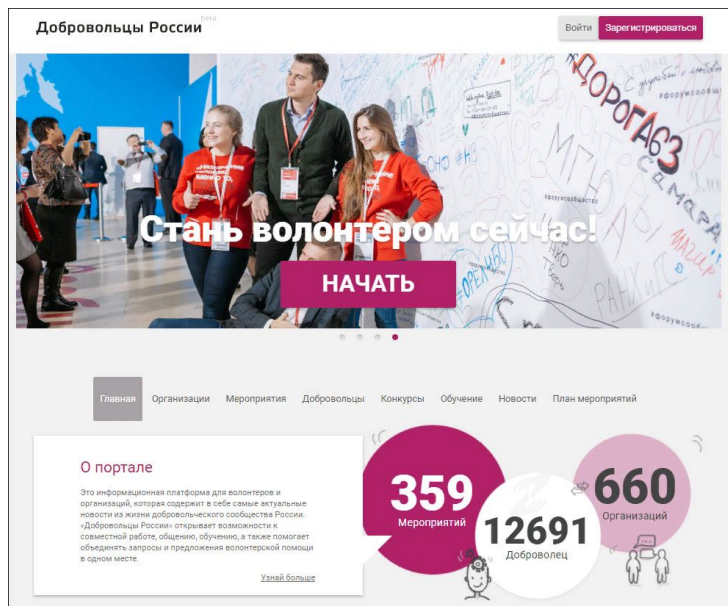 Добровольцы России beta
Войти Зарегистрироваться
#ДОРОГАБЗ
САМАРА
#форумсообщество
Стань волонтером сейчас!
НАЧАТЬ
Главная Организации Мероприятия Добровольцы Конкурсы Обучение Новости План мероприятий
О портале
Это информационная платформа для волонтеров и
организаций, которая содержит в себе самые актуальные
новости из жизни добровольческого сообщества России.
«Добровольцы России» открывает возможности к
совместной работе, общению, обучению, а также помогает
объединять запросы и предложения волонтерской помощи
в одном месте.
Узнай больше
359
Мероприятий
12691
Доброволец
660
Организаций